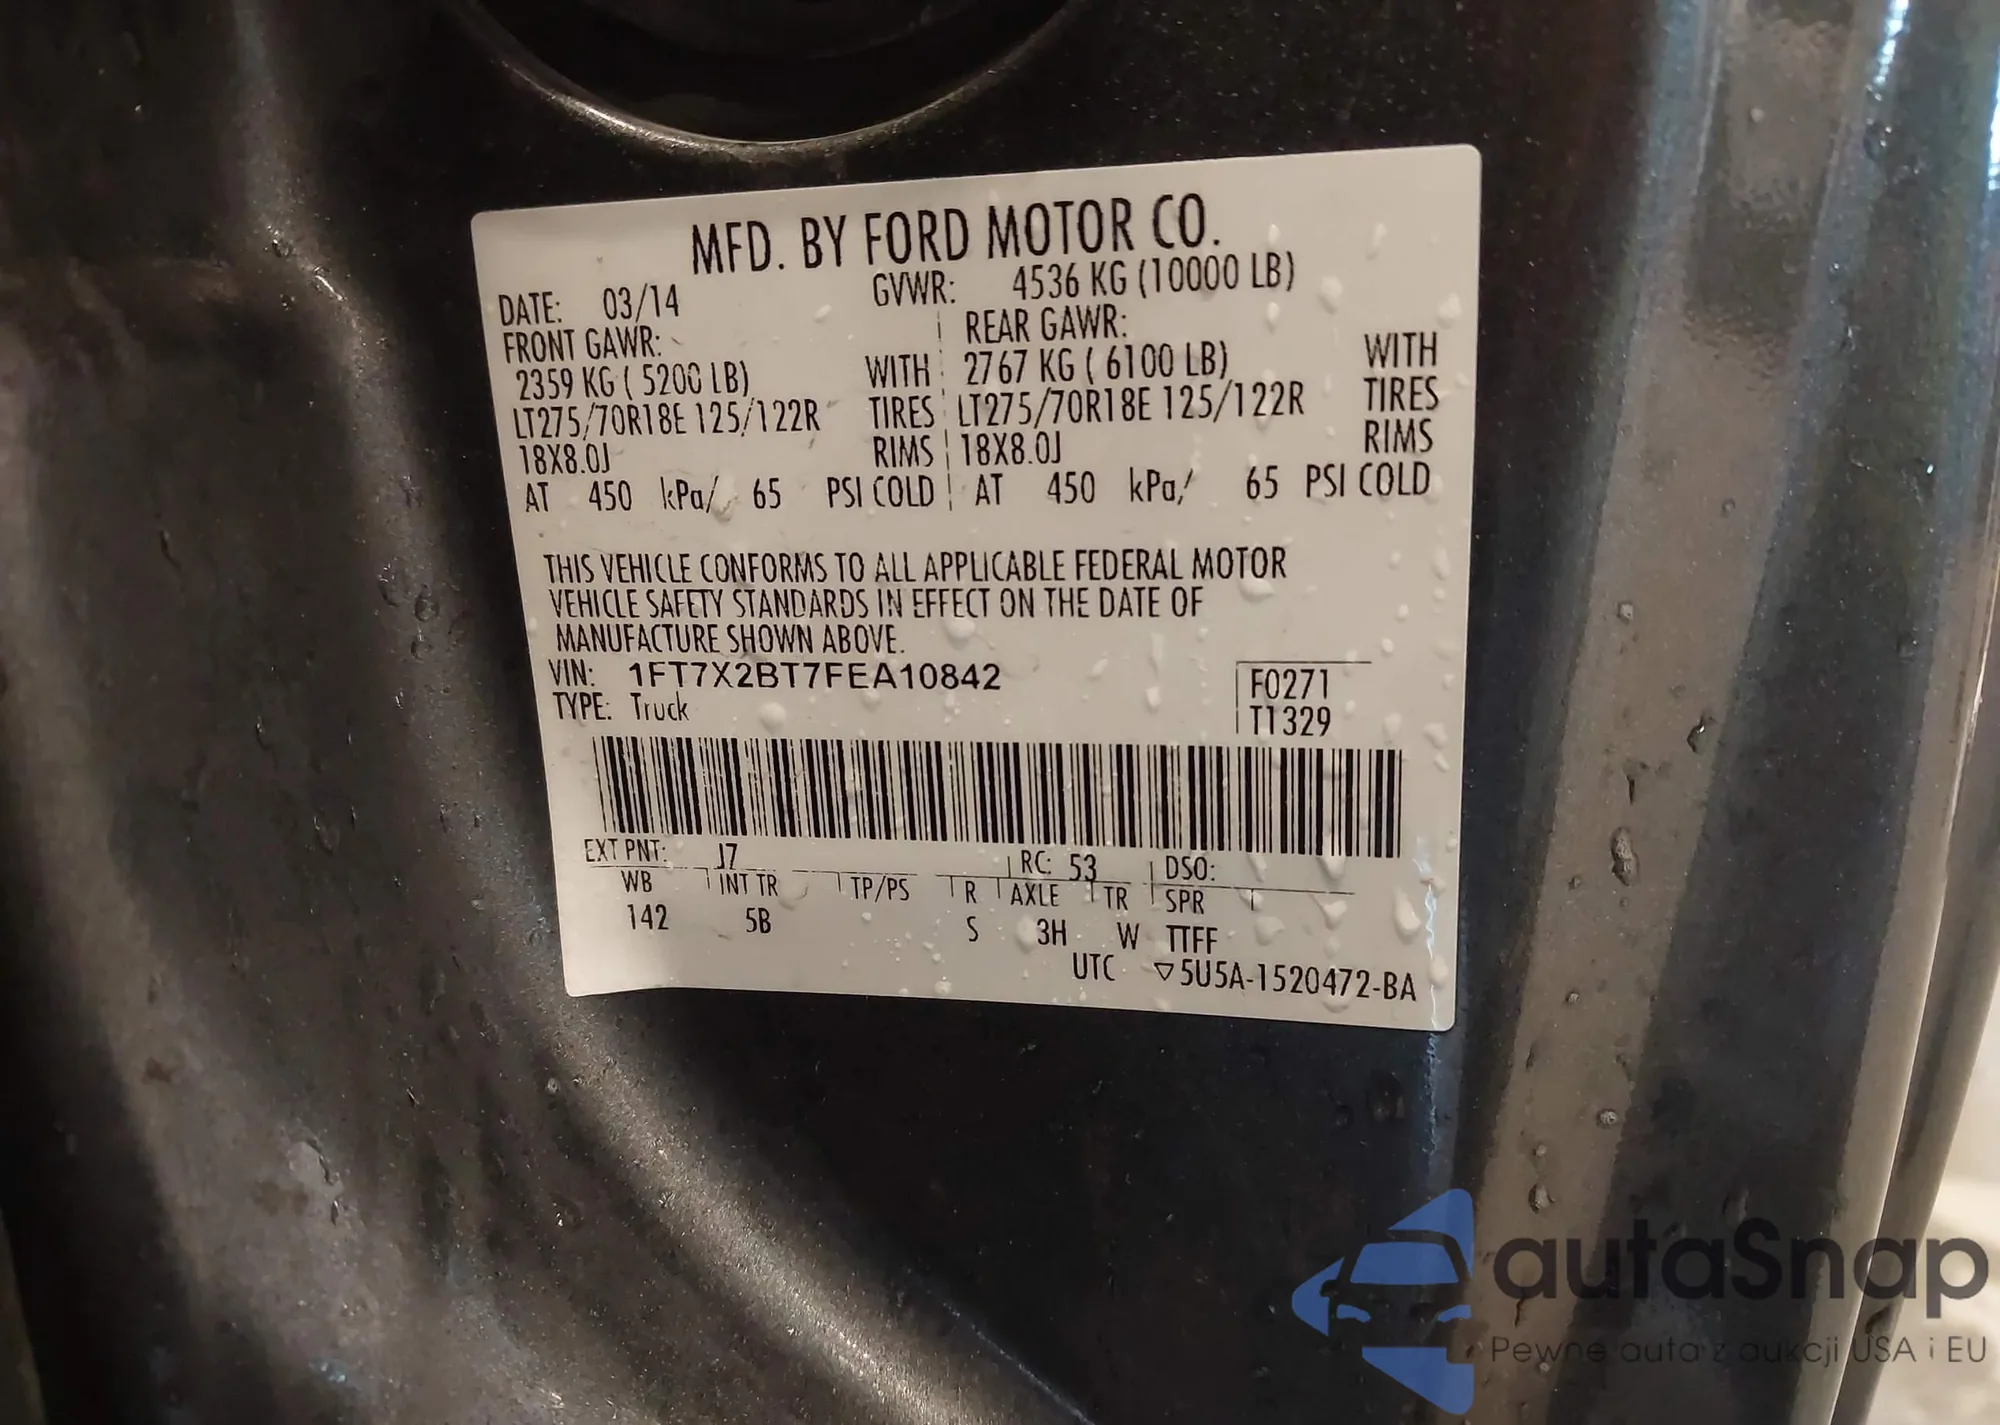 MFD. BY FORD MOTOR CO.
DATE: 03/14 GVWR: 4536 KG (10000 LB)
FRONT GAWR: REAR GAWR:
2359 KG ( 5200 LB) WITH 2767 KG ( 6100 LB) WITH
LT275/70R18E 125/122R TIRES LT275/70R18E 125/122R TIRES
18X8.0J RIMS 18X8.0J RIMS
AT 450 kPa/ 65 PSI COLD AT 450 kPa/ 65 PSI COLD
THIS VEHICLE CONFORMS TO ALL APPLICABLE FEDERAL MOTOR
VEHICLE SAFETY STANDARDS IN EFFECT ON THE DATE OF
MANUFACTURE SHOWN ABOVE.
VIN: 1FT7X2BT7FEA10842 F0271
TYPE: Truck T1329
EXT PNT: J7 RC: 53 DSO:
WB INT TR TP/PS R AXLE TR SPR
142 5B S 3H W TTFF
UTC ▽5U5A-1520472-BA
autaSnap
Pewne auta z aukcji USA i EU